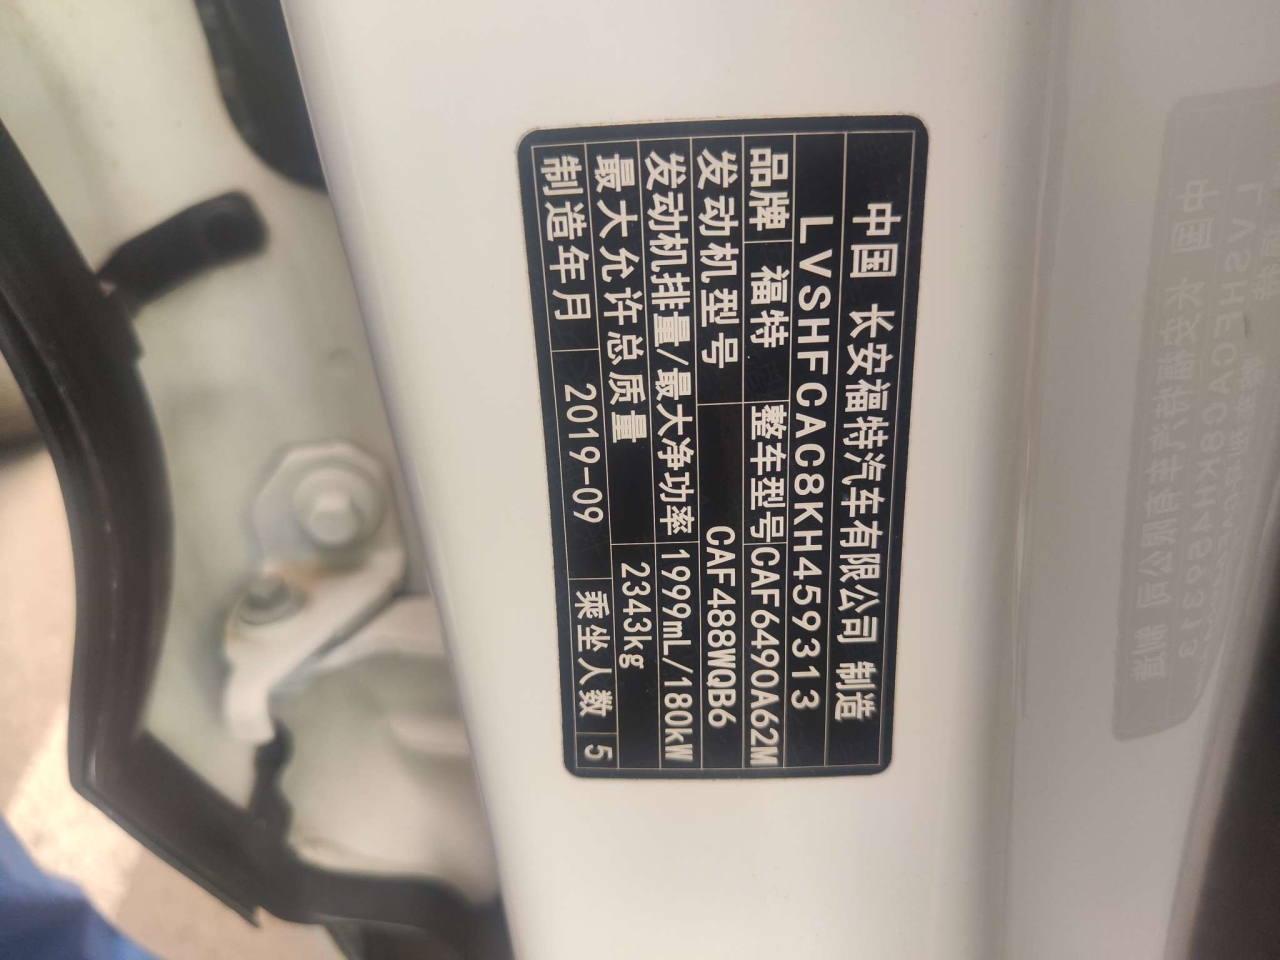 中国 长安福特汽车有限公司 制造
LVSHFCAC8KH459313
品牌 福特 整车型号 CAF6490A62M
发动机型号 CAF488WQB6
发动机排量/最大净功率 1999mL/180kW
最大允许总质量 2343kg
制造年月 2019-09 乘坐人数 5